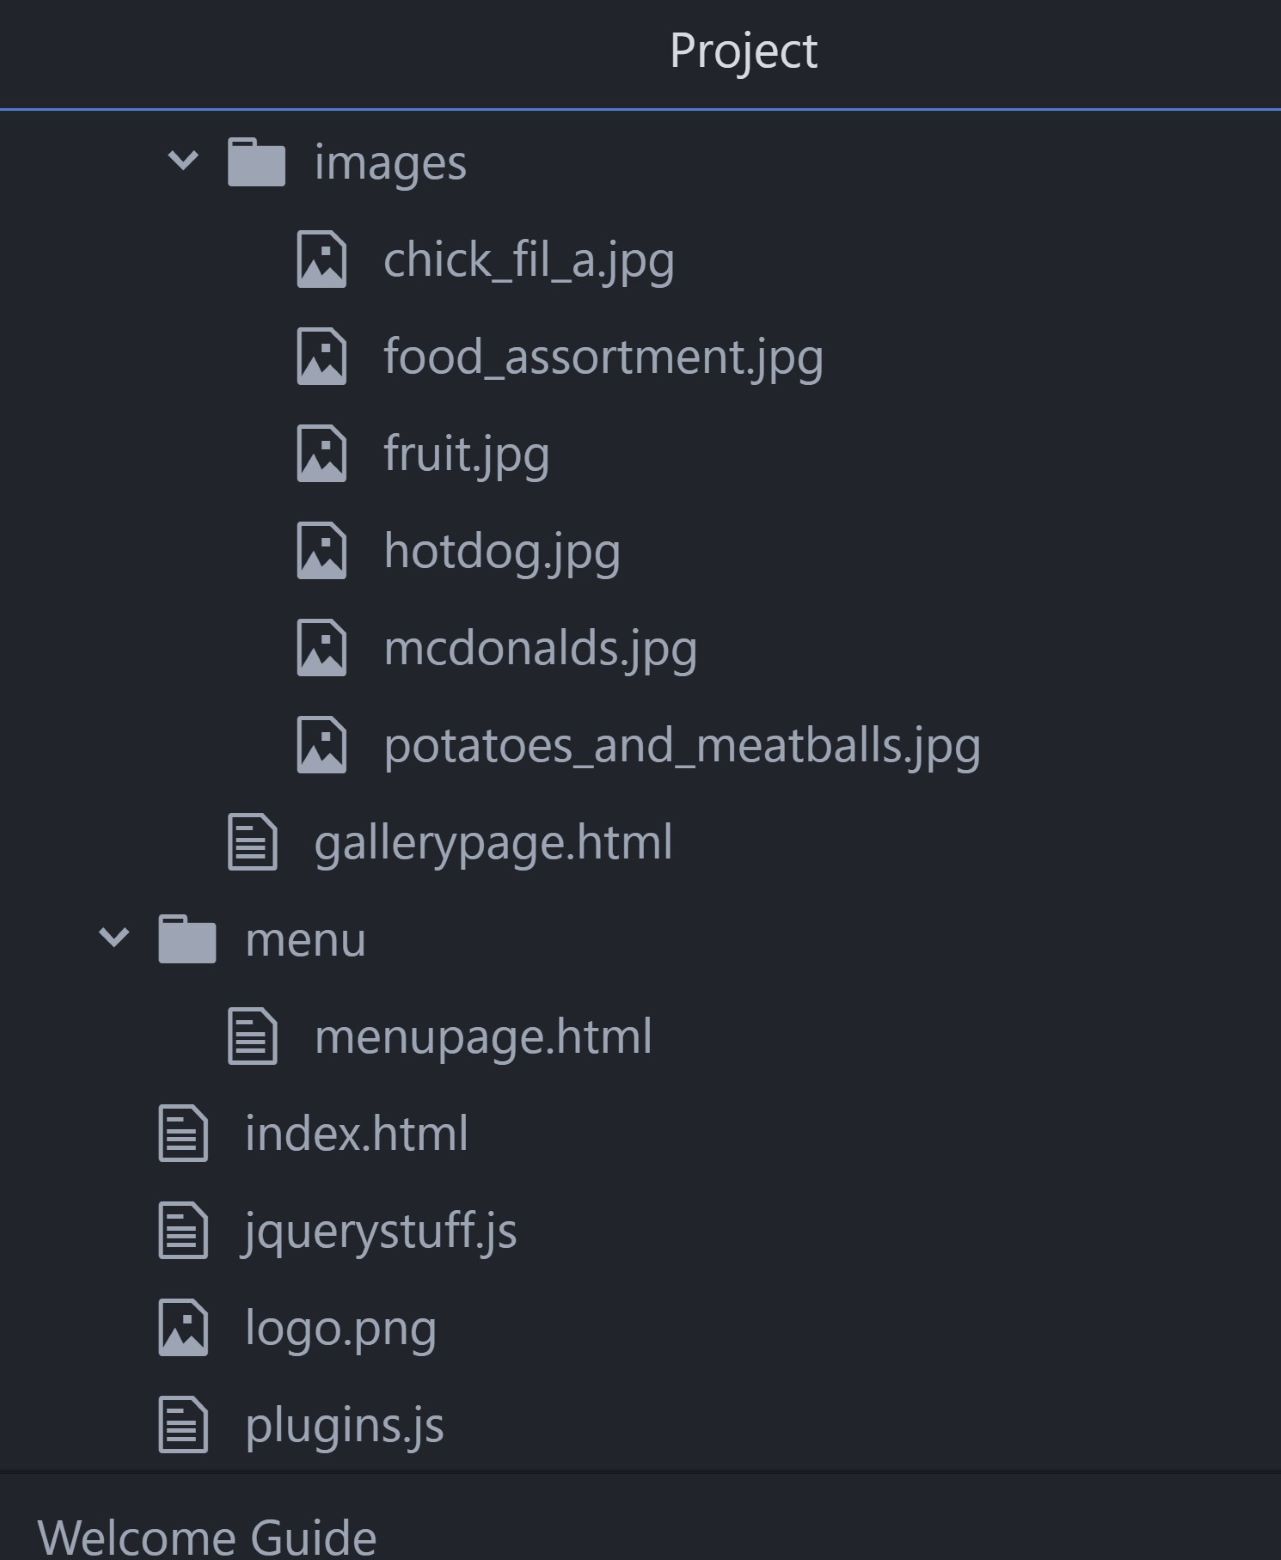 Project
images
chick_fil_a.jpg
food_assortment.jpg
fruit.jpg
hotdog.jpg
mcdonalds.jpg
potatoes_and_meatballs.jpg
gallerypage.html
menu
menupage.html
index.html
jquerystuff.js
logo.png
plugins.js
Welcome Guide